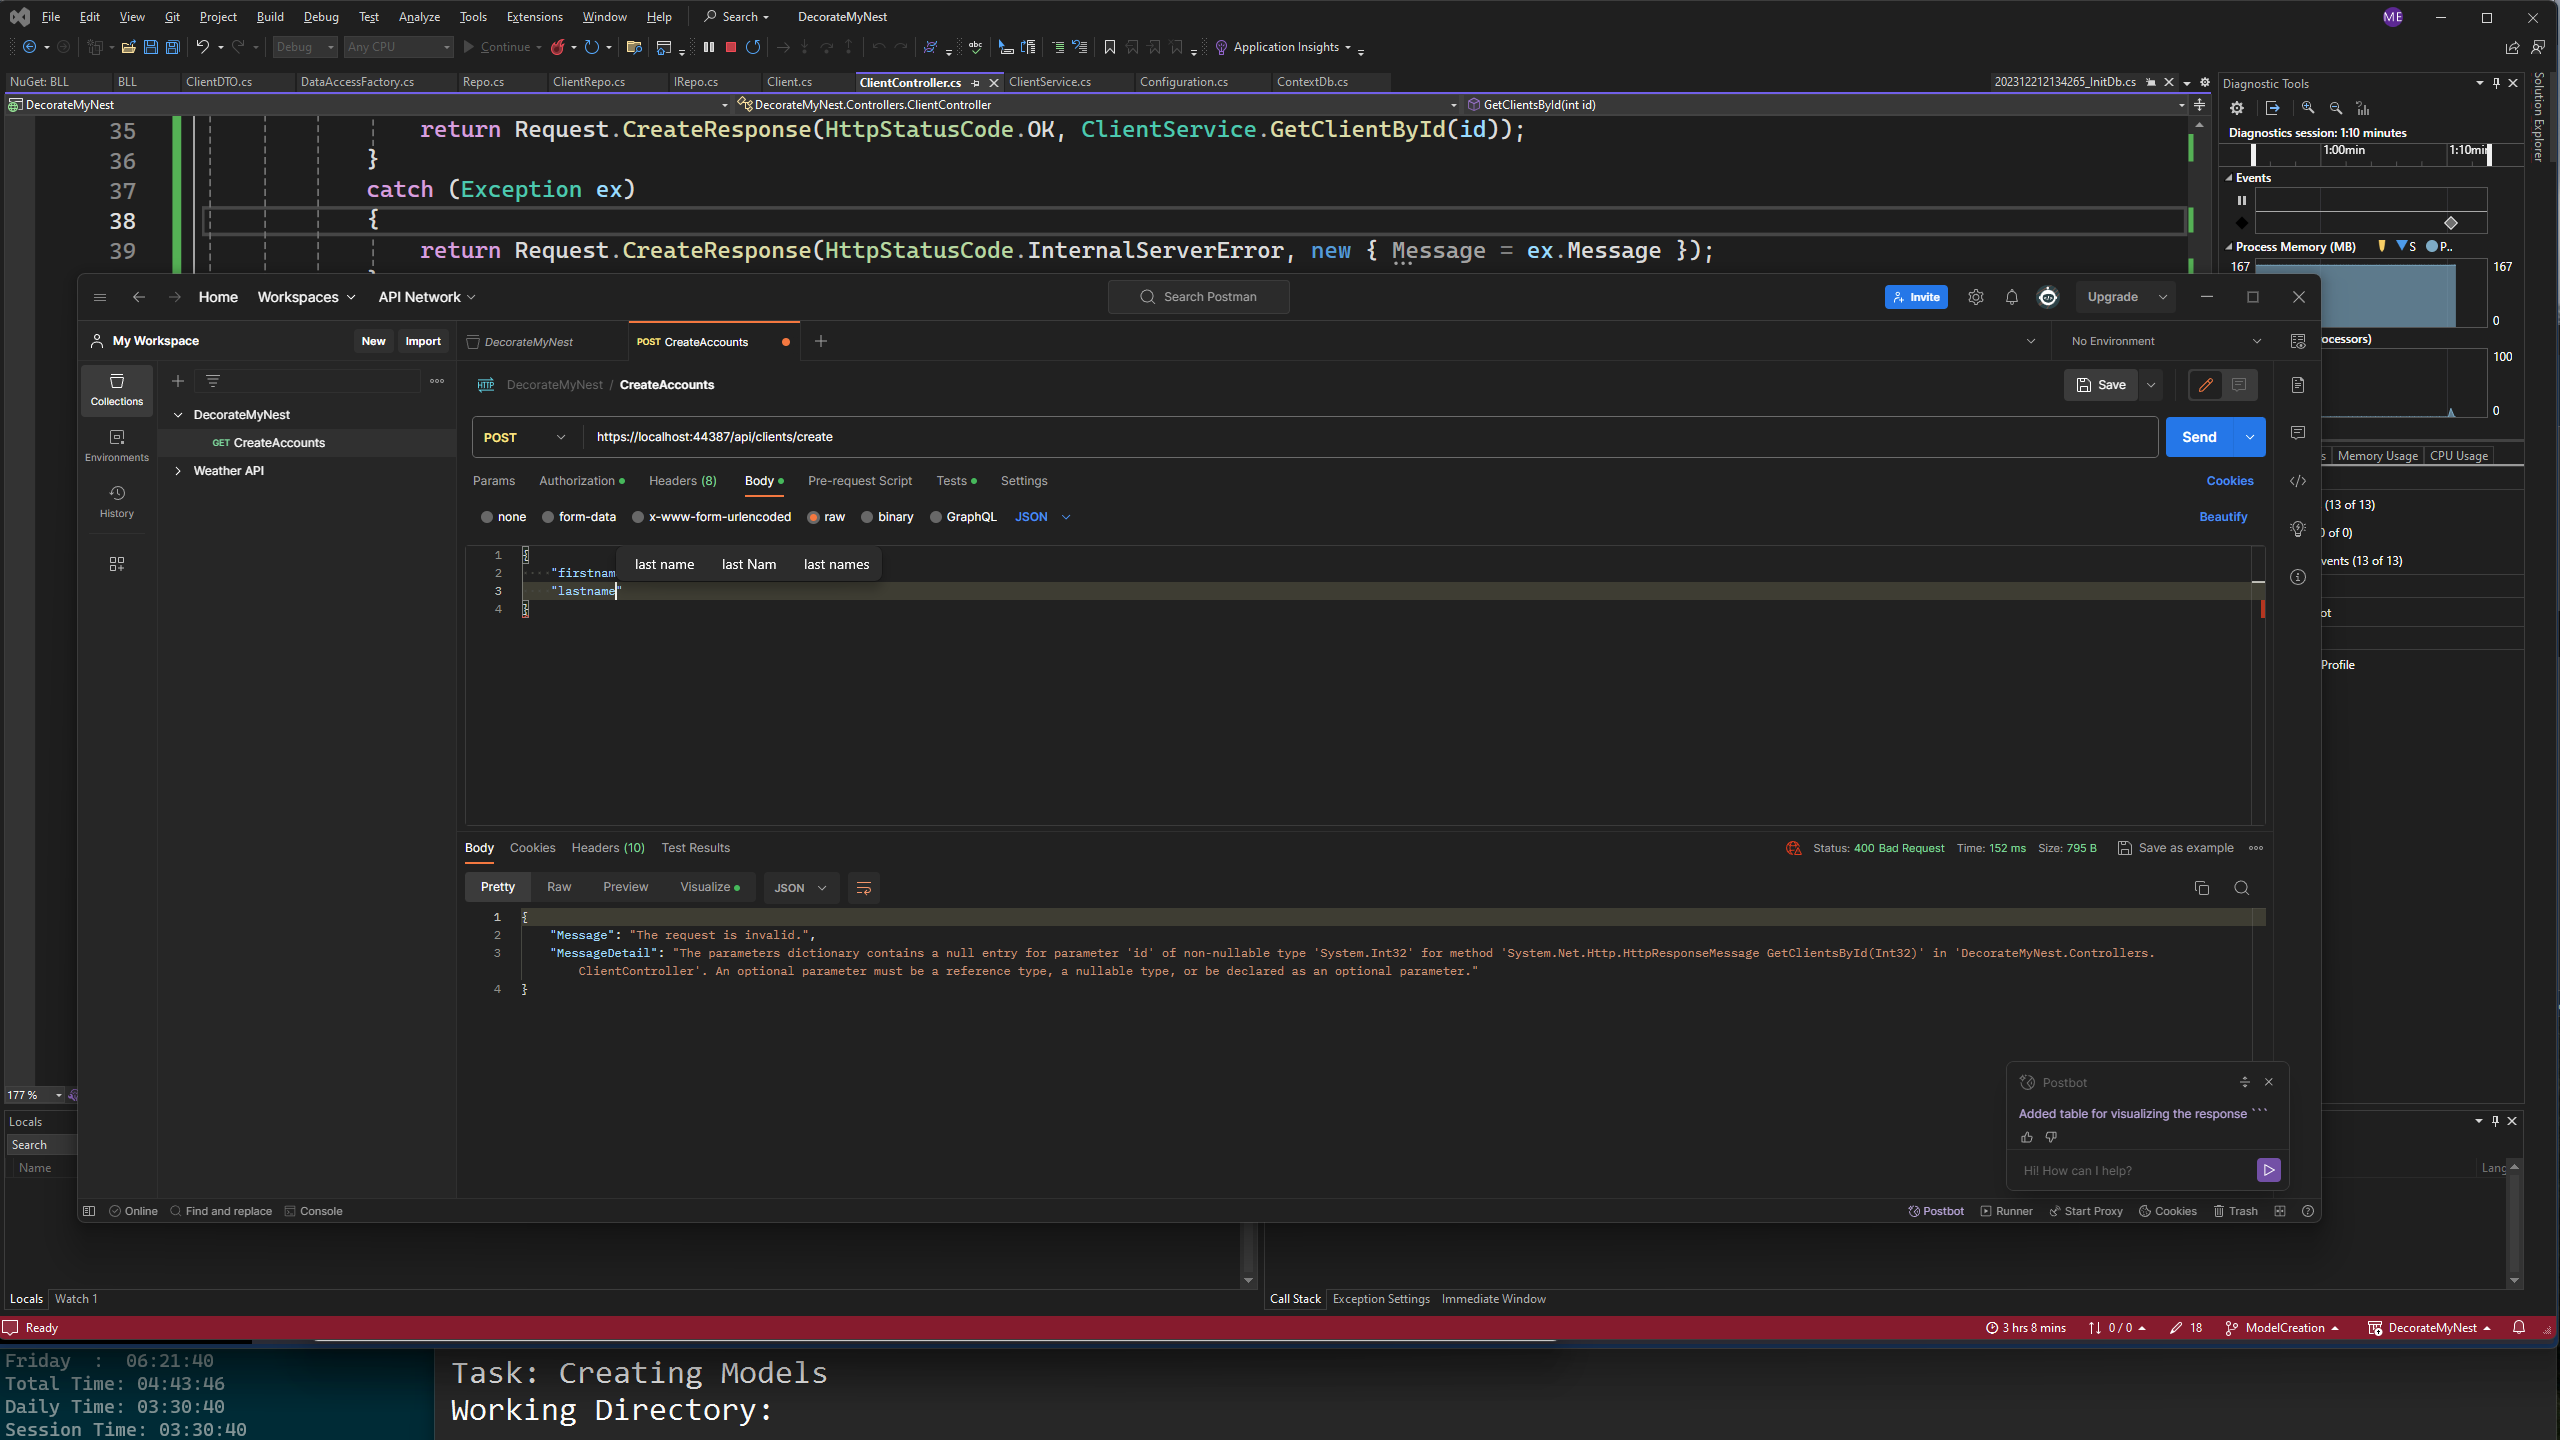 File Edit View Git Project Build Debug Test Analyze Tools Extensions Window Help Search DecorateMyNest ME
Debug Any CPU Continue Application Insights
NuGet: BLL BLL ClientDTO.cs DataAccessFactory.cs Repo.cs ClientRepo.cs IRepo.cs Client.cs ClientController.cs ClientService.cs Configuration.cs ContextDb.cs 202312212134265_InitDb.cs Diagnostic Tools
DecorateMyNest DecorateMyNest.Controllers.ClientController GetClientsById(int id)
Solution Explorer
Diagnostics session: 1:10 minutes
1:00min 1:10min
Events
Process Memory (MB) S P..
167 167
0
ocessors)
100
0
35 return Request.CreateResponse(HttpStatusCode.OK, ClientService.GetClientById(id));
36 }
37 catch (Exception ex)
38 {
39 return Request.CreateResponse(HttpStatusCode.InternalServerError, new { Message = ex.Message });
Home Workspaces API Network Search Postman Invite Upgrade
My Workspace New Import DecorateMyNest POST CreateAccounts No Environment
Collections
Environments
History
DecorateMyNest
GET CreateAccounts
Weather API
HTTP DecorateMyNest / CreateAccounts Save
POST https://localhost:44387/api/clients/create Send
Params Authorization Headers (8) Body Pre-request Script Tests Settings Cookies
none form-data x-www-form-urlencoded raw binary GraphQL JSON Beautify
1 {
2 "firstnam
last name last Nam last names
3 "lastname"
4 }
s Memory Usage CPU Usage
(13 of 13)
0 of 0)
vents (13 of 13)
ot
Profile
Body Cookies Headers (10) Test Results Status: 400 Bad Request Time: 152 ms Size: 795 B Save as example
Pretty Raw Preview Visualize JSON
1 {
2 "Message": "The request is invalid.",
3 "MessageDetail": "The parameters dictionary contains a null entry for parameter 'id' of non-nullable type 'System.Int32' for method 'System.Net.Http.HttpResponseMessage GetClientsById(Int32)' in 'DecorateMyNest.Controllers.
ClientController'. An optional parameter must be a reference type, a nullable type, or be declared as an optional parameter."
4 }
Postbot
Added table for visualizing the response ```
Hi! How can I help?
177 %
Locals
Search
Name Lang
Online Find and replace Console Postbot Runner Start Proxy Cookies Trash
Locals Watch 1 Call Stack Exception Settings Immediate Window
Ready 3 hrs 8 mins 0 / 0 18 ModelCreation DecorateMyNest
Friday : 06:21:40
Total Time: 04:43:46
Daily Time: 03:30:40
Session Time: 03:30:40
Task: Creating Models
Working Directory: